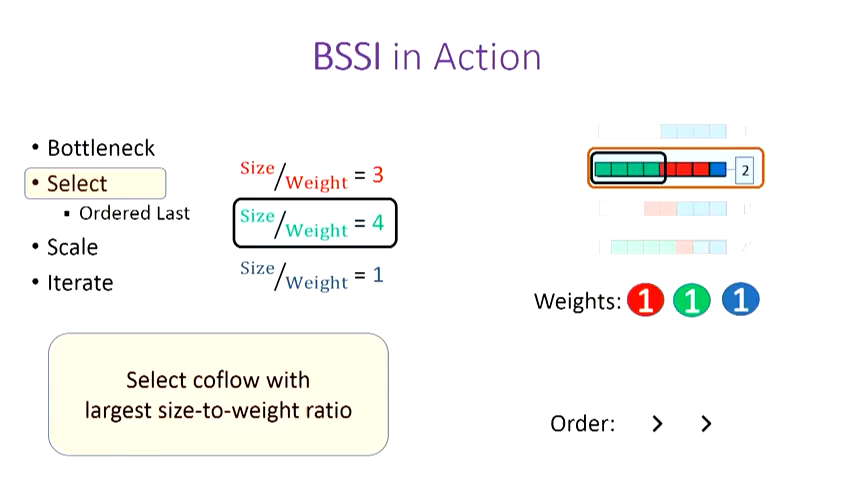 BSSI in Action
• Bottleneck
• Select
▪ Ordered Last
• Scale
• Iterate
Size/Weight = 3
Size/Weight = 4
Size/Weight = 1
Select coflow with
largest size-to-weight ratio
2
Weights: 1 1 1
Order: > >